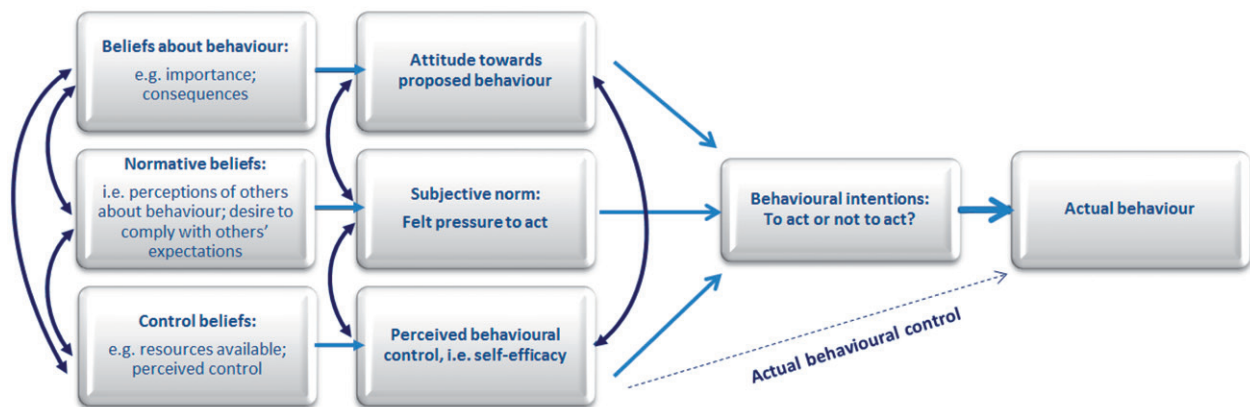 Beliefs about behaviour:
e.g. importance;
consequences
Attitude towards
proposed behaviour
Normative beliefs:
i.e. perceptions of others
about behaviour; desire to
comply with others’
expectations
Subjective norm:
Felt pressure to act
Behavioural intentions:
To act or not to act?
Actual behaviour
Control beliefs:
e.g. resources available;
perceived control
Perceived behavioural
control, i.e. self-efficacy
Actual behavioural control